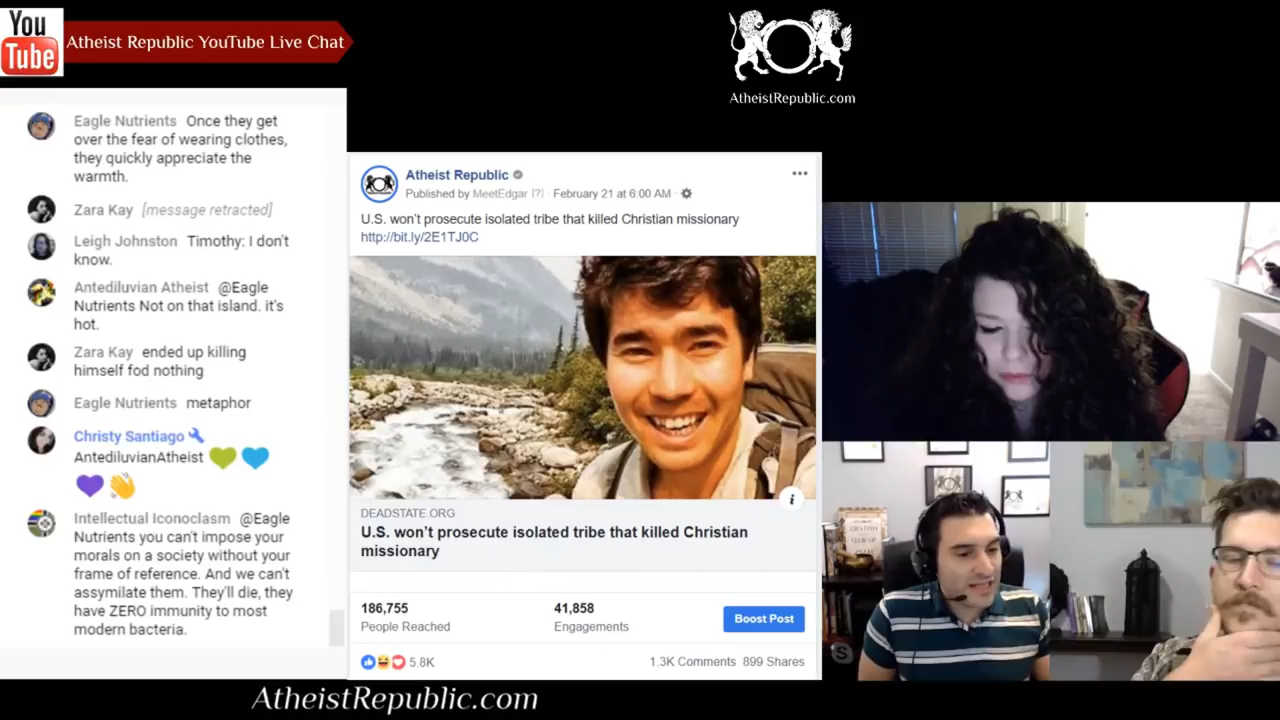 You
Tube
Atheist Republic YouTube Live Chat
AtheistRepublic.com
Eagle Nutrients Once they get
over the fear of wearing clothes,
they quickly appreciate the
warmth.
Zara Kay [message retracted]
Leigh Johnston Timothy: I don't
know.
Antediluvian Atheist @Eagle
Nutrients Not on that island. it's
hot.
Zara Kay ended up killing
himself fod nothing
Eagle Nutrients metaphor
Christy Santiago
AntediluvianAtheist
Intellectual Iconoclasm @Eagle
Nutrients you can't impose your
morals on a society without your
frame of reference. And we can't
assymilate them. They'll die, they
have ZERO immunity to most
modern bacteria.
Atheist Republic
Published by MeetEdgar [?] · February 21 at 6:00 AM ·
U.S. won't prosecute isolated tribe that killed Christian missionary
http://bit.ly/2E1TJ0C
DEADSTATE.ORG
U.S. won't prosecute isolated tribe that killed Christian
missionary
186,755
People Reached
41,858
Engagements
Boost Post
5.8K
1.3K Comments 899 Shares
AtheistRepublic.com